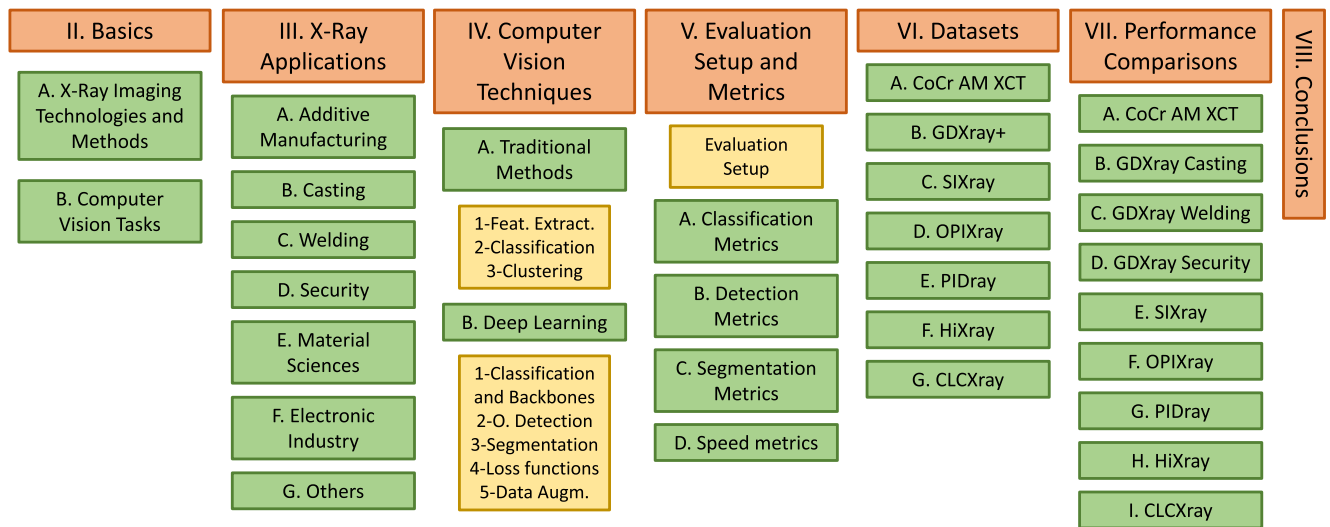 II. Basics
A. X-Ray Imaging
Technologies and
Methods
B. Computer
Vision Tasks
III. X-Ray
Applications
A. Additive
Manufacturing
B. Casting
C. Welding
D. Security
E. Material
Sciences
F. Electronic
Industry
G. Others
IV. Computer
Vision
Techniques
A. Traditional
Methods
1-Feat. Extract.
2-Classification
3-Clustering
B. Deep Learning
1-Classification
and Backbones
2-O. Detection
3-Segmentation
4-Loss functions
5-Data Augm.
V. Evaluation
Setup and
Metrics
Evaluation
Setup
A. Classification
Metrics
B. Detection
Metrics
C. Segmentation
Metrics
D. Speed metrics
VI. Datasets
A. CoCr AM XCT
B. GDXray+
C. SIXray
D. OPIXray
E. PIDray
F. HiXray
G. CLCXray
VII. Performance
Comparisons
A. CoCr AM XCT
B. GDXray Casting
C. GDXray Welding
D. GDXray Security
E. SIXray
F. OPIXray
G. PIDray
H. HiXray
I. CLCXray
VIII. Conclusions